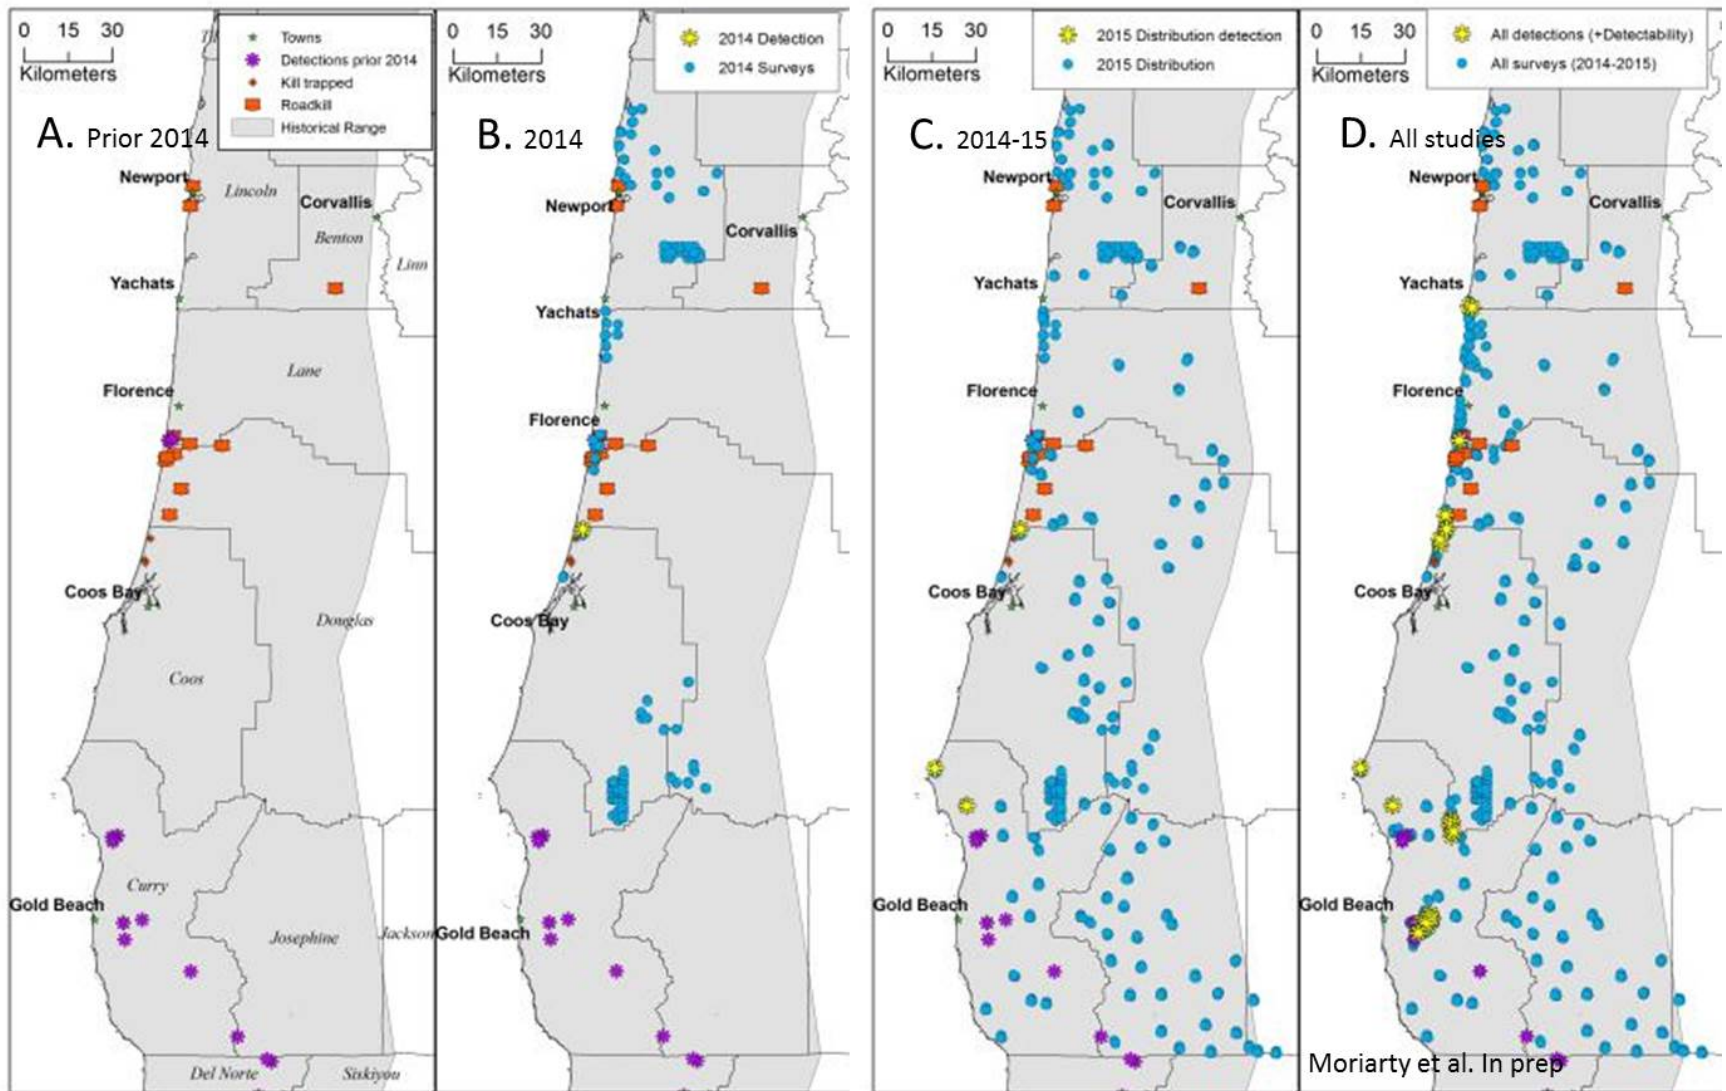 0 15 30
Kilometers
Towns
Detections prior 2014
Kill trapped
Roadkill
Historical Range
A. Prior 2014
Newport
Lincoln
Corvallis
Benton
Linn
Yachats
Lane
Florence
Coos Bay
Douglas
Coos
Curry
Gold Beach
Josephine
Jackson
Del Norte
Siskiyou
0 15 30
Kilometers
2014 Detection
2014 Surveys
B. 2014
Newport
Corvallis
Yachats
Florence
Coos Bay
Gold Beach
0 15 30
Kilometers
2015 Distribution detection
2015 Distribution
C. 2014-15
Newport
Corvallis
Yachats
Florence
Coos Bay
Gold Beach
0 15 30
Kilometers
All detections (+Detectability)
All surveys (2014-2015)
D. All studies
Newport
Corvallis
Yachats
Florence
Coos Bay
Gold Beach
Moriarty et al. In prep